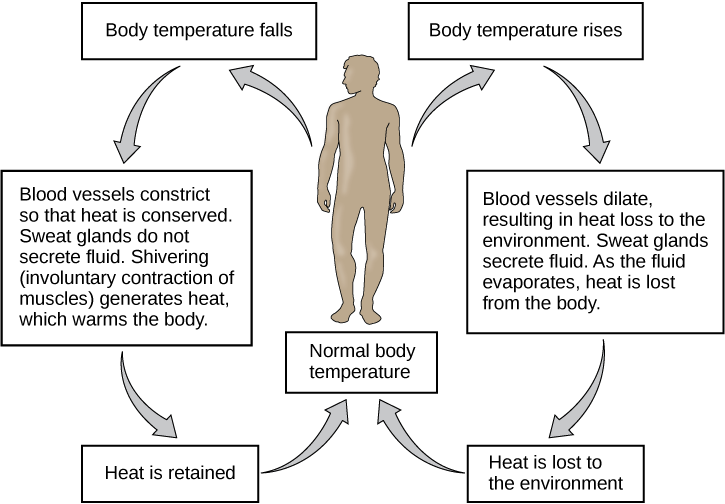 Body temperature falls
Body temperature rises
Blood vessels constrict
so that heat is conserved.
Sweat glands do not
secrete fluid. Shivering
(involuntary contraction of
muscles) generates heat,
which warms the body.
Blood vessels dilate,
resulting in heat loss to the
environment. Sweat glands
secrete fluid. As the fluid
evaporates, heat is lost
from the body.
Normal body
temperature
Heat is retained
Heat is lost to
the environment